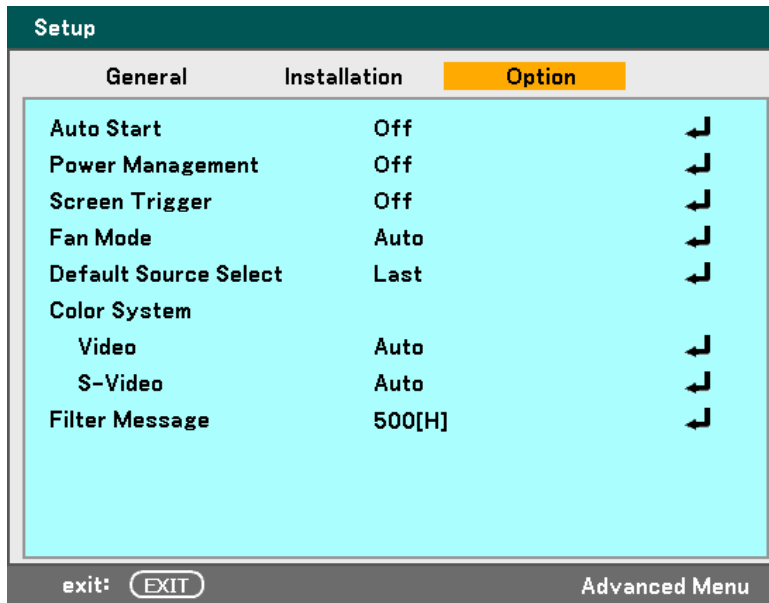 Setup
General Installation Option
Auto Start Off
Power Management Off
Screen Trigger Off
Fan Mode Auto
Default Source Select Last
Color System
Video Auto
S-Video Auto
Filter Message 500[H]
exit: EXIT Advanced Menu